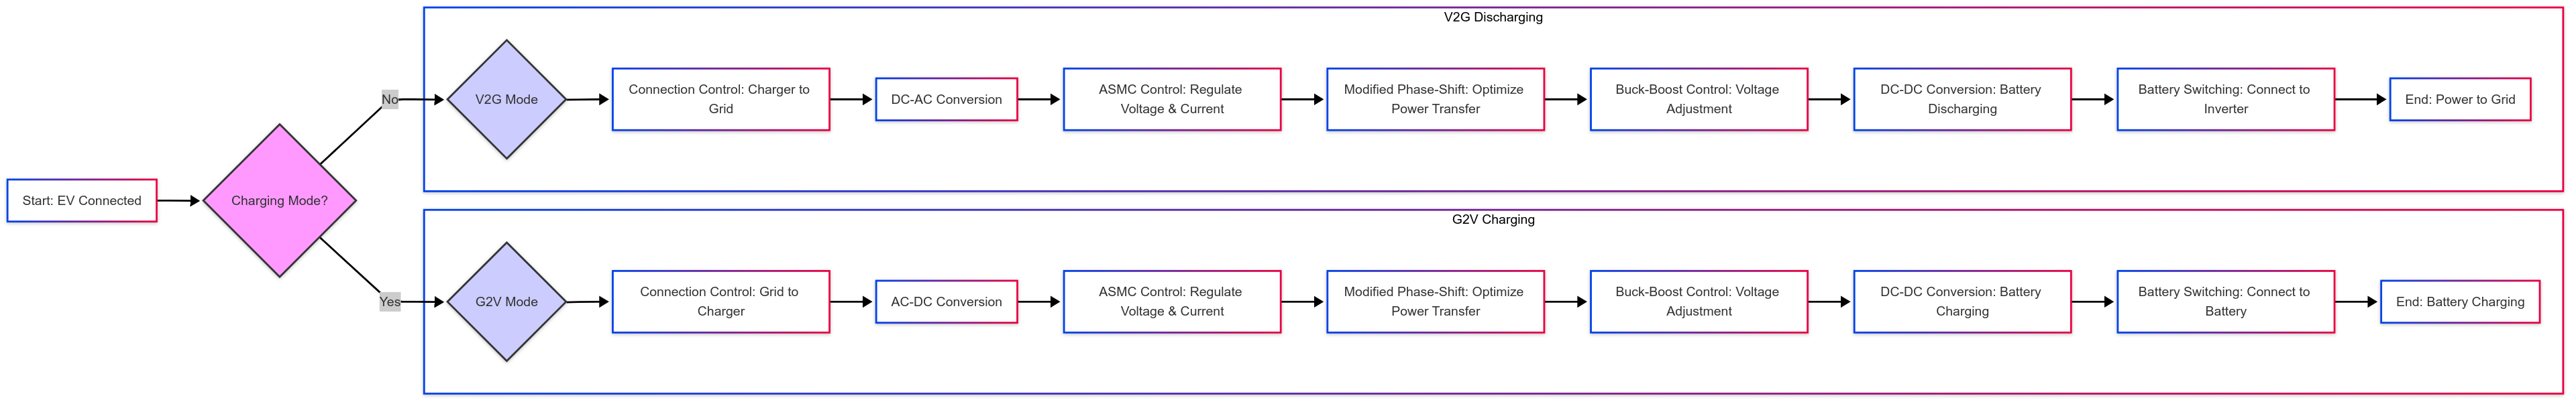 Start: EV Connected
Charging Mode?
No
Yes
V2G Discharging
V2G Mode
Connection Control: Charger to
Grid
DC-AC Conversion
ASMC Control: Regulate
Voltage & Current
Modified Phase-Shift: Optimize
Power Transfer
Buck-Boost Control: Voltage
Adjustment
DC-DC Conversion: Battery
Discharging
Battery Switching: Connect to
Inverter
End: Power to Grid
G2V Charging
G2V Mode
Connection Control: Grid to
Charger
AC-DC Conversion
ASMC Control: Regulate
Voltage & Current
Modified Phase-Shift: Optimize
Power Transfer
Buck-Boost Control: Voltage
Adjustment
DC-DC Conversion: Battery
Charging
Battery Switching: Connect to
Battery
End: Battery Charging